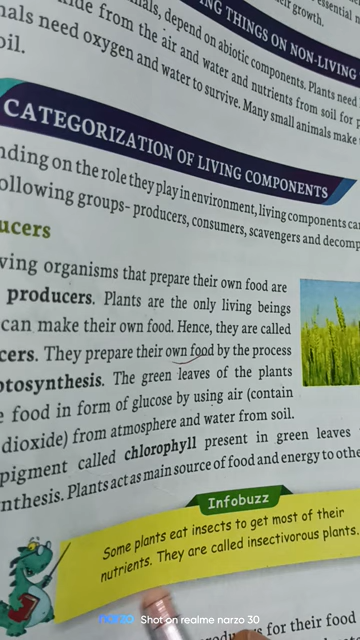 essential
their growth.
NG THINGS ON NON-LIVING
nals, depend on abiotic components. Plants need
ide from the air and water and nutrients from soil for
mals need oxygen and water to survive. Many small animals make
oil.
CATEGORIZATION OF LIVING COMPONENTS
nding on the role they play in environment, living components ca
ollowing groups- producers, consumers, scavengers and decomp
ucers
ving organisms that prepare their own food are
producers. Plants are the only living beings
can make their own food. Hence, they are called
cers. They prepare their own food by the process
otosynthesis. The green leaves of the plants
e food in form of glucose by using air (contain
dioxide) from atmosphere and water from soil.
pigment called chlorophyll present in green leaves
nthesis. Plants act as main source of food and energy to othe
Infobuzz
Some plants eat insects to get most of their
nutrients. They are called insectivorous plants.
for their food
narzo Shot on realme narzo 30